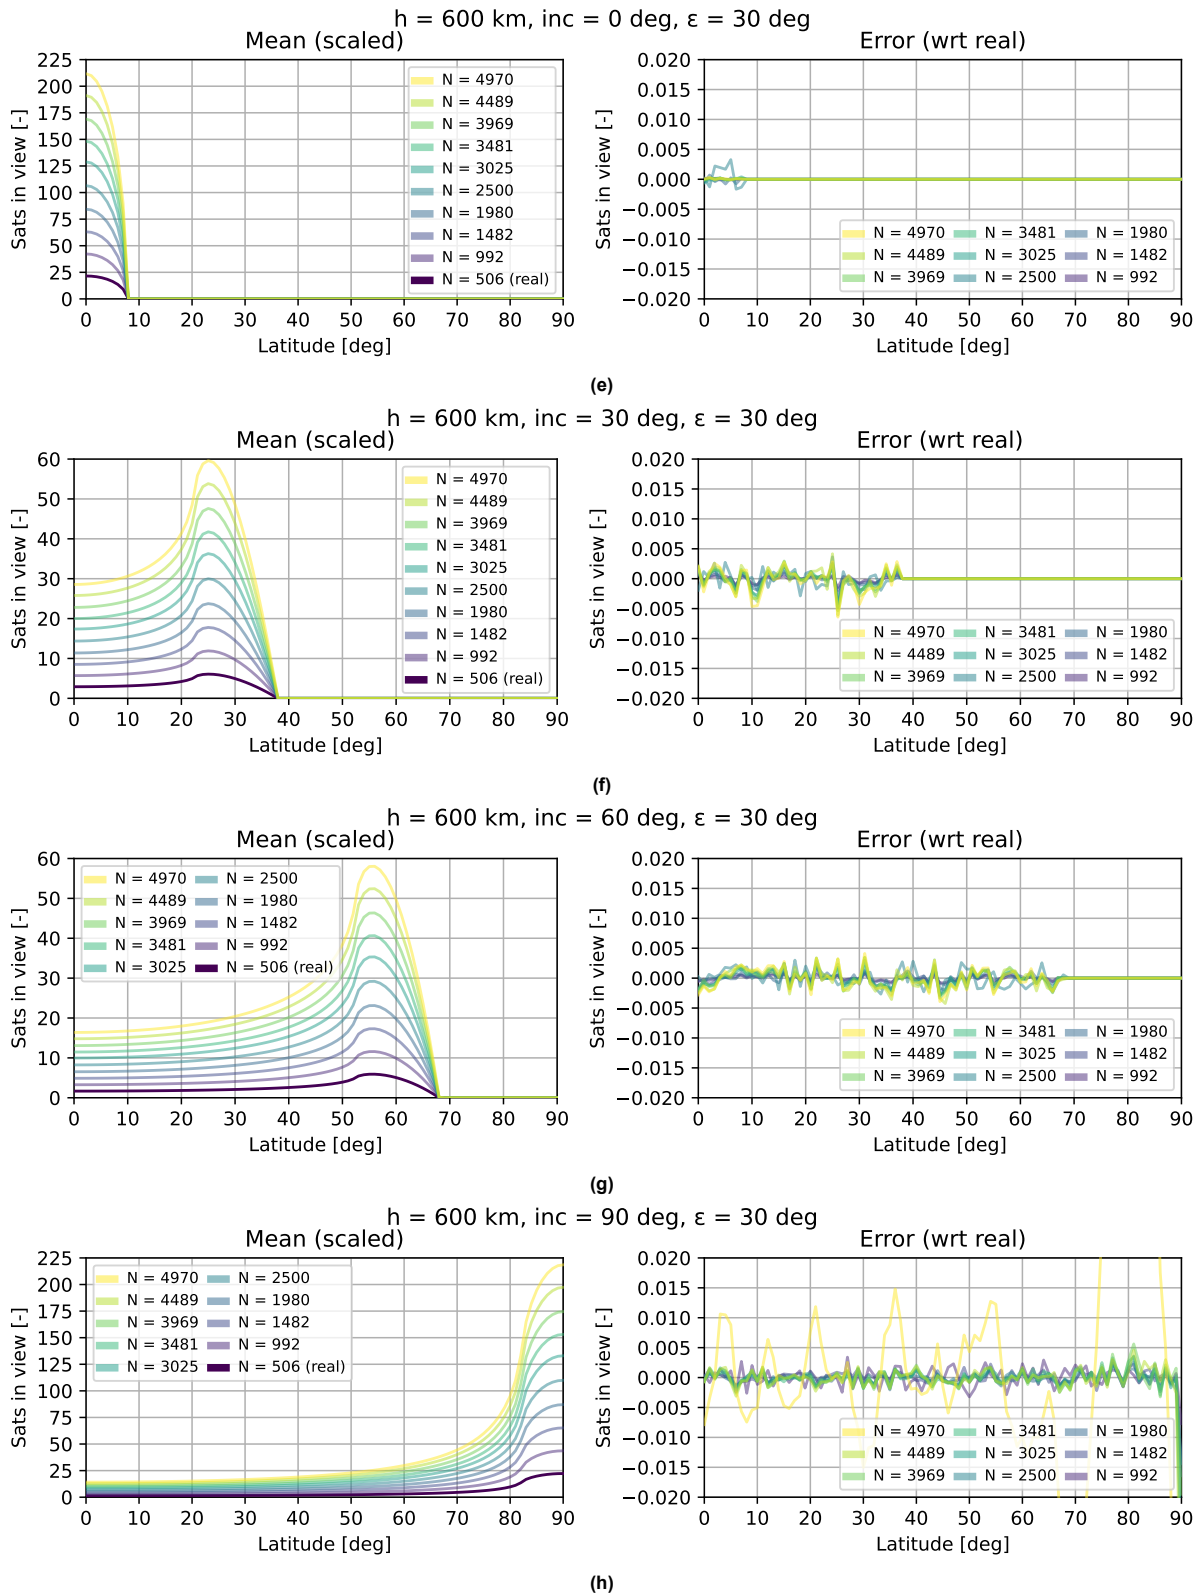 h = 600 km, inc = 0 deg, ε = 30 deg
Mean (scaled)
Sats in view [-]
225
200
175
150
125
100
75
50
25
0
N = 4970
N = 4489
N = 3969
N = 3481
N = 3025
N = 2500
N = 1980
N = 1482
N = 992
N = 506 (real)
0 10 20 30 40 50 60 70 80 90
Latitude [deg]
Error (wrt real)
Sats in view [-]
0.020
0.015
0.010
0.005
0.000
−0.005
−0.010
−0.015
−0.020
N = 4970 N = 3481 N = 1980
N = 4489 N = 3025 N = 1482
N = 3969 N = 2500 N = 992
0 10 20 30 40 50 60 70 80 90
Latitude [deg]
(e)
h = 600 km, inc = 30 deg, ε = 30 deg
Mean (scaled)
Sats in view [-]
60
50
40
30
20
10
0
N = 4970
N = 4489
N = 3969
N = 3481
N = 3025
N = 2500
N = 1980
N = 1482
N = 992
N = 506 (real)
0 10 20 30 40 50 60 70 80 90
Latitude [deg]
Error (wrt real)
Sats in view [-]
0.020
0.015
0.010
0.005
0.000
−0.005
−0.010
−0.015
−0.020
N = 4970 N = 3481 N = 1980
N = 4489 N = 3025 N = 1482
N = 3969 N = 2500 N = 992
0 10 20 30 40 50 60 70 80 90
Latitude [deg]
(f)
h = 600 km, inc = 60 deg, ε = 30 deg
Mean (scaled)
Sats in view [-]
60
50
40
30
20
10
0
N = 4970 N = 2500
N = 4489 N = 1980
N = 3969 N = 1482
N = 3481 N = 992
N = 3025 N = 506 (real)
0 10 20 30 40 50 60 70 80 90
Latitude [deg]
Error (wrt real)
Sats in view [-]
0.020
0.015
0.010
0.005
0.000
−0.005
−0.010
−0.015
−0.020
N = 4970 N = 3481 N = 1980
N = 4489 N = 3025 N = 1482
N = 3969 N = 2500 N = 992
0 10 20 30 40 50 60 70 80 90
Latitude [deg]
(g)
h = 600 km, inc = 90 deg, ε = 30 deg
Mean (scaled)
Sats in view [-]
225
200
175
150
125
100
75
50
25
0
N = 4970 N = 2500
N = 4489 N = 1980
N = 3969 N = 1482
N = 3481 N = 992
N = 3025 N = 506 (real)
0 10 20 30 40 50 60 70 80 90
Latitude [deg]
Error (wrt real)
Sats in view [-]
0.020
0.015
0.010
0.005
0.000
−0.005
−0.010
−0.015
−0.020
N = 4970 N = 3481 N = 1980
N = 4489 N = 3025 N = 1482
N = 3969 N = 2500 N = 992
0 10 20 30 40 50 60 70 80 90
Latitude [deg]
(h)